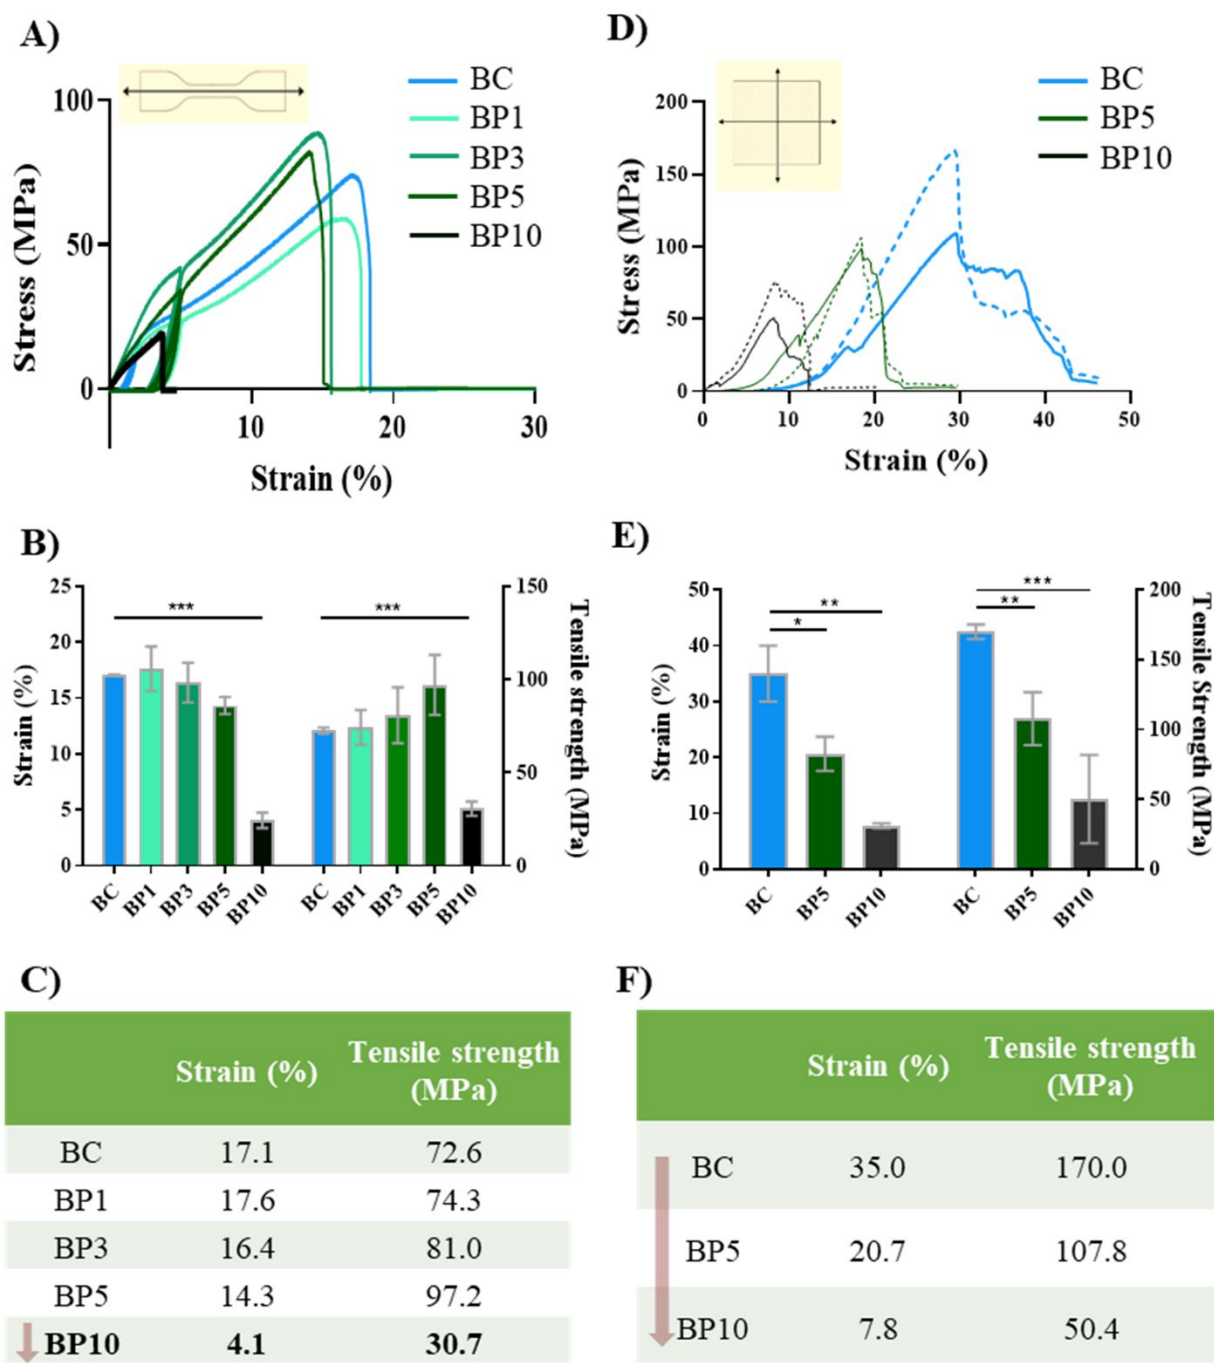 A)
100
50
0
Stress (MPa)
10
20
30
Strain (%)
BC
BP1
BP3
BP5
BP10
D)
200
150
100
50
0
Stress (MPa)
0
10
20
30
40
50
Strain (%)
BC
BP5
BP10
B)
25
20
15
10
5
0
Strain (%)
***
***
150
100
50
0
Tensile strength (MPa)
BC
BP1
BP3
BP5
BP10
BC
BP1
BP3
BP5
BP10
E)
50
40
30
20
10
0
Strain (%)
**
*
***
**
200
150
100
50
0
Tensile Strength (MPa)
BC
BP5
BP10
BC
BP5
BP10
C)
Strain (%)
Tensile strength
(MPa)
BC 17.1 72.6
BP1 17.6 74.3
BP3 16.4 81.0
BP5 14.3 97.2
BP10 4.1 30.7
F)
Strain (%)
Tensile strength
(MPa)
BC 35.0 170.0
BP5 20.7 107.8
BP10 7.8 50.4